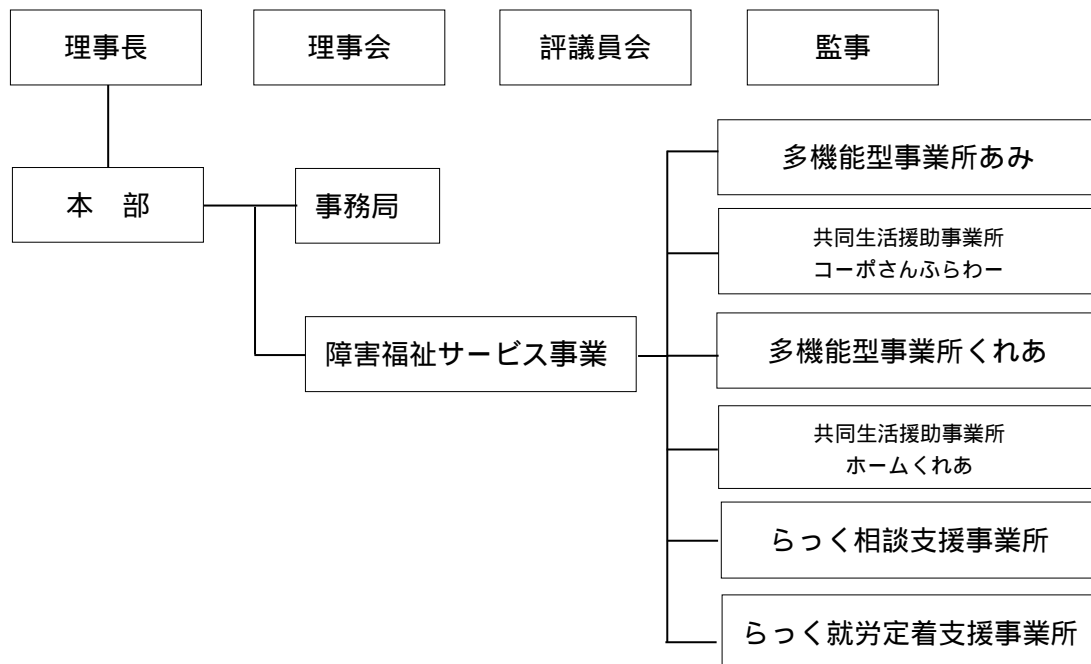 理事長
理事会
評議員会
監事
多機能型事業所あみ
本　部
事務局
共同生活援助事業所
コーポさんふらわー
障害福祉サービス事業
多機能型事業所くれあ
共同生活援助事業所
ホームくれあ
らっく相談支援事業所
らっく就労定着支援事業所